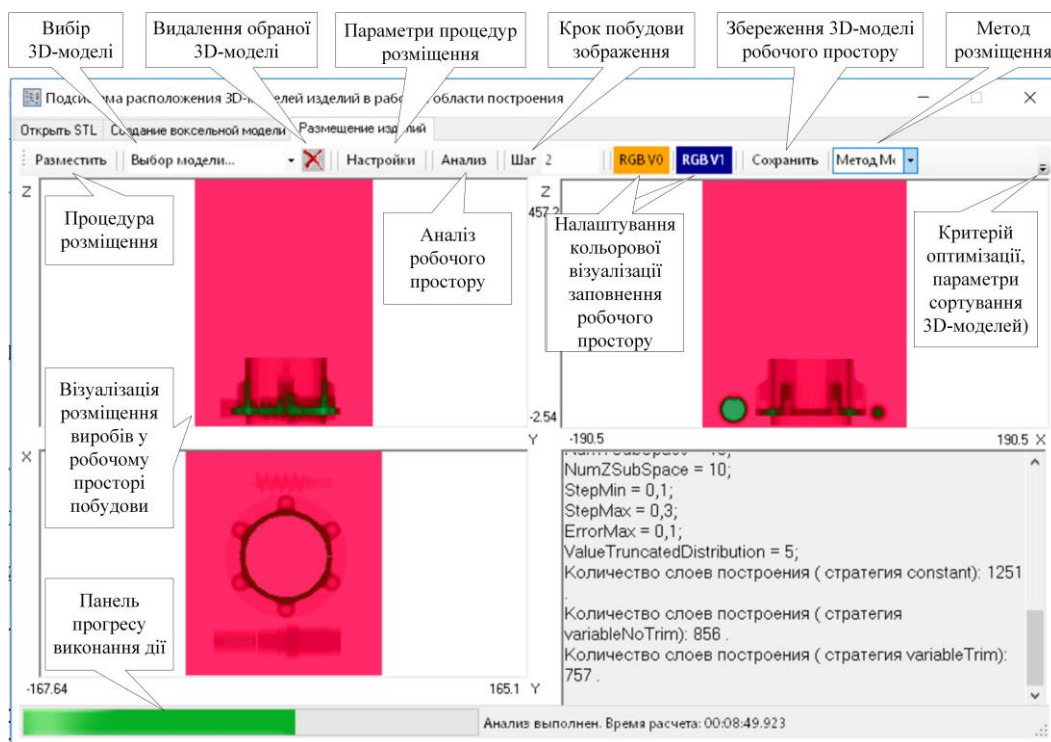 Вибір
3D-моделі
Видалення обраної
3D-моделі
Параметри процедур
розміщення
Крок побудови
зображення
Збереження 3D-моделі
робочого простору
Метод
розміщення
Подсистема расположения 3D-моделей изделий в рабочей области построения
Открыть STL Создание воксельной модели Размещение изделий
Разместить Выбор модели... Настройки Анализ Шаг 2 RGB V0 RGB V1 Сохранить Метод Мо
Z
Z
457.2
Процедура
розміщення
Аналіз
робочого
простору
Налаштування
кольорової
візуалізації
заповнення
робочого
простору
Критерій
оптимізації,
параметри
сортування
3D-моделей)
Візуалізація
розміщення
виробів у
робочому
просторі
побудови
-2.54
Y
-190.5
190.5 X
X
NumZSubSpace = 10;
StepMin = 0,1;
StepMax = 0,3;
ErrorMax = 0,1;
ValueTruncatedDistribution = 5;
Количество слоев построения ( стратегия constant): 1251
.
Количество слоев построения ( стратегия
variableNoTrim): 856 .
Количество слоев построения ( стратегия variableTrim):
757 .
Панель
прогресу
виконання дії
-167.64
165.1 Y
Анализ выполнен. Время расчета: 00:08:49.923